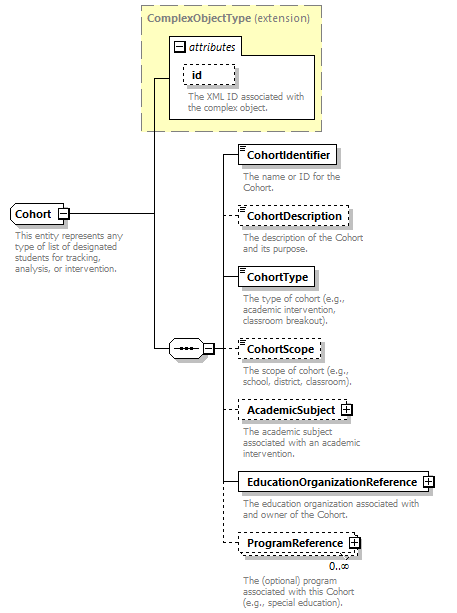 ComplexObjectType (extension)
attributes
id
The XML ID associated with
the complex object.
Cohort
This entity represents any
type of list of designated
students for tracking,
analysis, or intervention.
CohortIdentifier
The name or ID for the
Cohort.
CohortDescription
The description of the Cohort
and its purpose.
CohortType
The type of cohort (e.g.,
academic intervention,
classroom breakout).
CohortScope
The scope of cohort (e.g.,
school, district, classroom).
AcademicSubject
The academic subject
associated with an academic
intervention.
EducationOrganizationReference
The education organization associated with
and owner of the Cohort.
ProgramReference
0..∞
The (optional) program
associated with this Cohort
(e.g., special education).